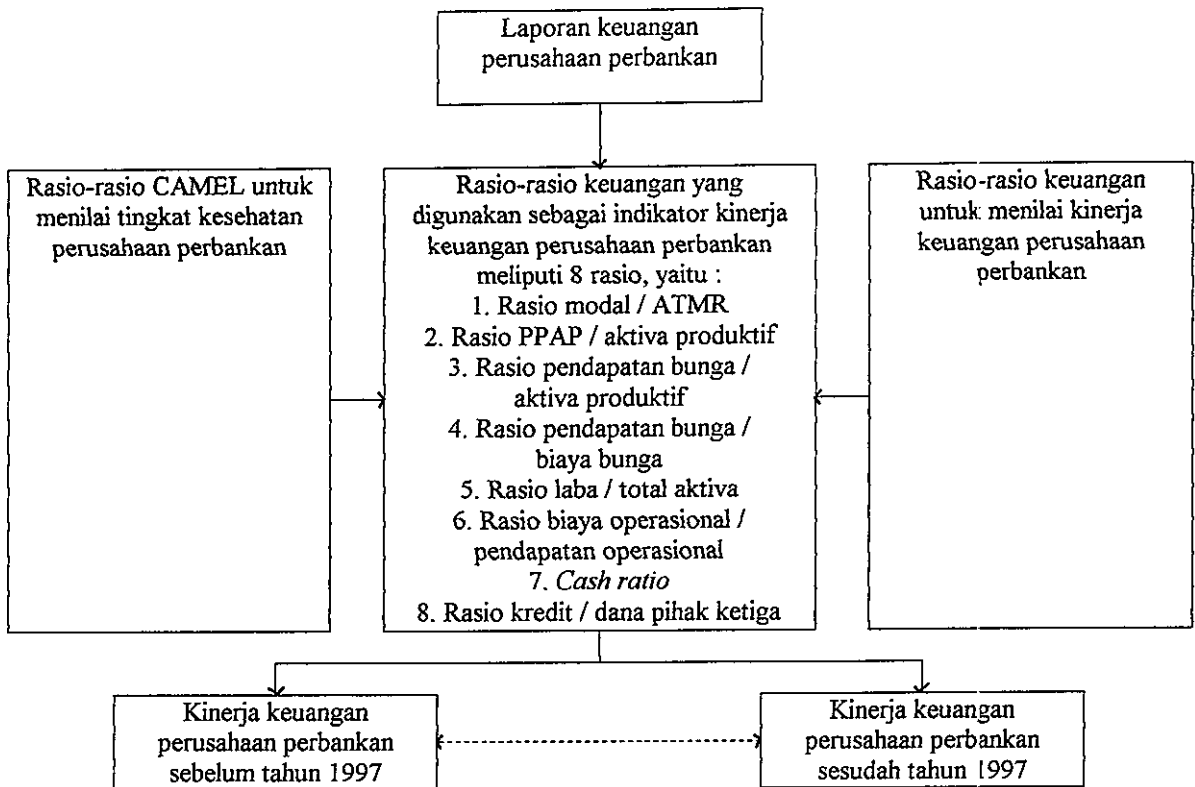 Laporan keuangan
perusahaan perbankan
Rasio-rasio CAMEL untuk
menilai tingkat kesehatan
perusahaan perbankan
Rasio-rasio keuangan yang
digunakan sebagai indikator kinerja
keuangan perusahaan perbankan
meliputi 8 rasio, yaitu :
1. Rasio modal / ATMR
2. Rasio PPAP / aktiva produktif
3. Rasio pendapatan bunga /
aktiva produktif
4. Rasio pendapatan bunga /
biaya bunga
5. Rasio laba / total aktiva
6. Rasio biaya operasional /
pendapatan operasional
7. Cash ratio
8. Rasio kredit / dana pihak ketiga
Rasio-rasio keuangan
untuk menilai kinerja
keuangan perusahaan
perbankan
Kinerja keuangan
perusahaan perbankan
sebelum tahun 1997
Kinerja keuangan
perusahaan perbankan
sesudah tahun 1997